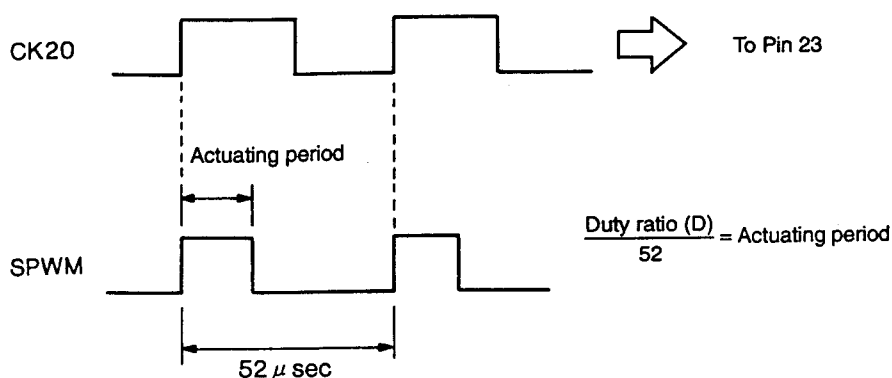 CK20
To Pin 23
Actuating period
SPWM
Duty ratio (D)
52
= Actuating period
52 μ sec